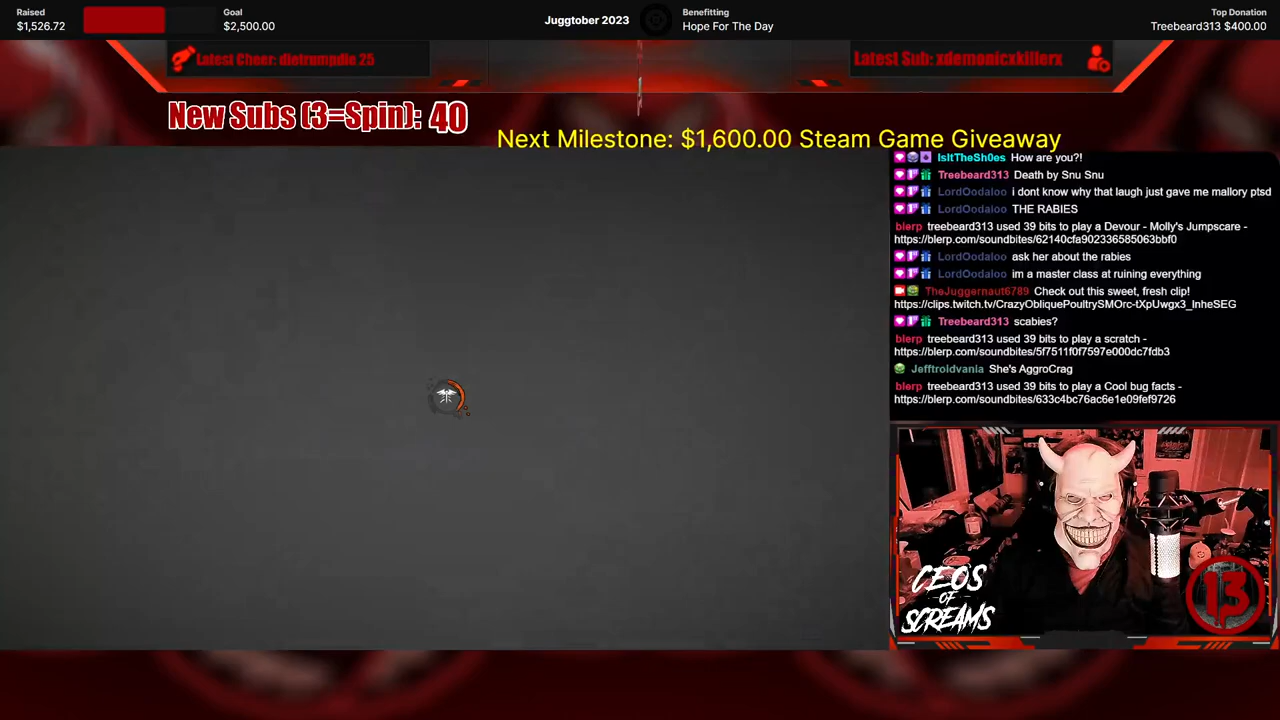 Raised
$1,526.72
Goal
$2,500.00
Juggtober 2023
Benefitting
Hope For The Day
Top Donation
Treebeard313 $400.00
Latest Cheer: dietrumpdie 25
Latest Sub: xdemonicxkillerx
New Subs (3=Spin): 40
Next Milestone: $1,600.00 Steam Game Giveaway
IsItTheSh0es How are you?!
Treebeard313 Death by Snu Snu
LordOodaloo i dont know why that laugh just gave me mallory ptsd
LordOodaloo THE RABIES
blerp treebeard313 used 39 bits to play a Devour - Molly's Jumpscare -
https://blerp.com/soundbites/62140cfa902336585063bbf0
LordOodaloo ask her about the rabies
LordOodaloo im a master class at ruining everything
TheJuggernaut6789 Check out this sweet, fresh clip!
https://clips.twitch.tv/CrazyObliquePoultrySMOrc-tXpUwgx3_InheSEG
Treebeard313 scabies?
blerp treebeard313 used 39 bits to play a scratch -
https://blerp.com/soundbites/5f7511f0f7597e000dc7fdb3
Jefftroidvania She's AggroCrag
blerp treebeard313 used 39 bits to play a Cool bug facts -
https://blerp.com/soundbites/633c4bc76ac6e1e09fef9726
CEOS
OF
SCREAMS
13